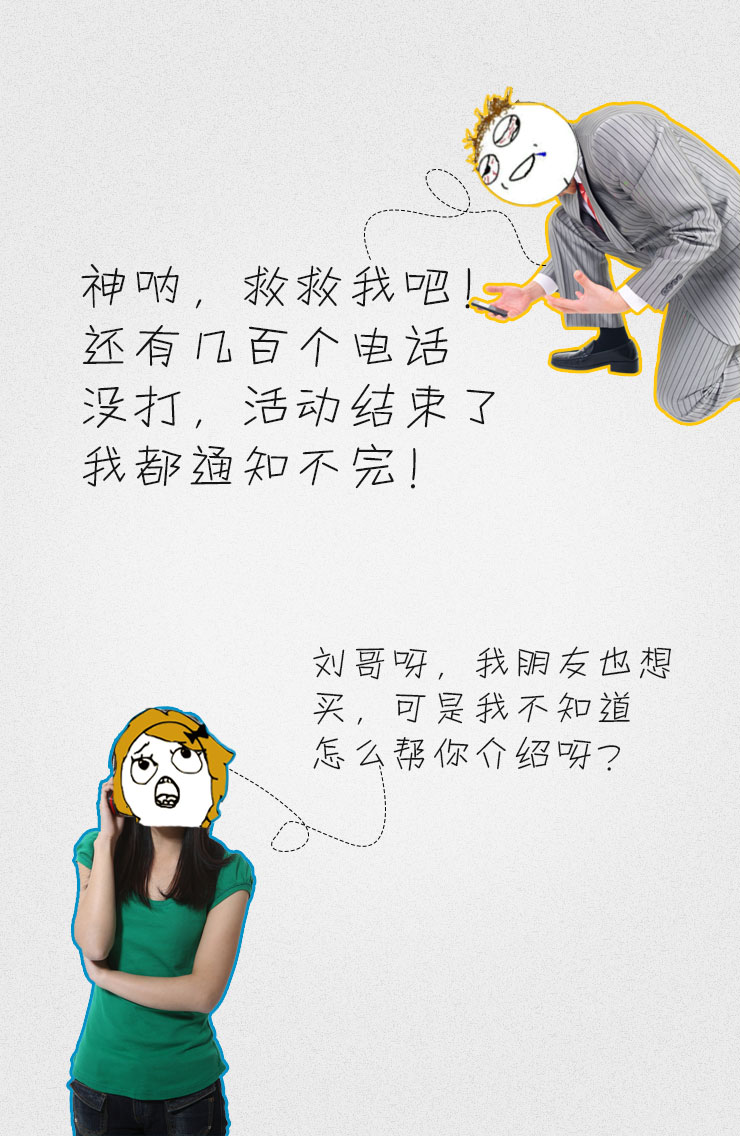 神呐，救救我吧！
还有几百个电话
没打，活动结束了
我都通知不完！
刘哥呀，我朋友也想
买，可是我不知道
怎么帮你介绍呀？